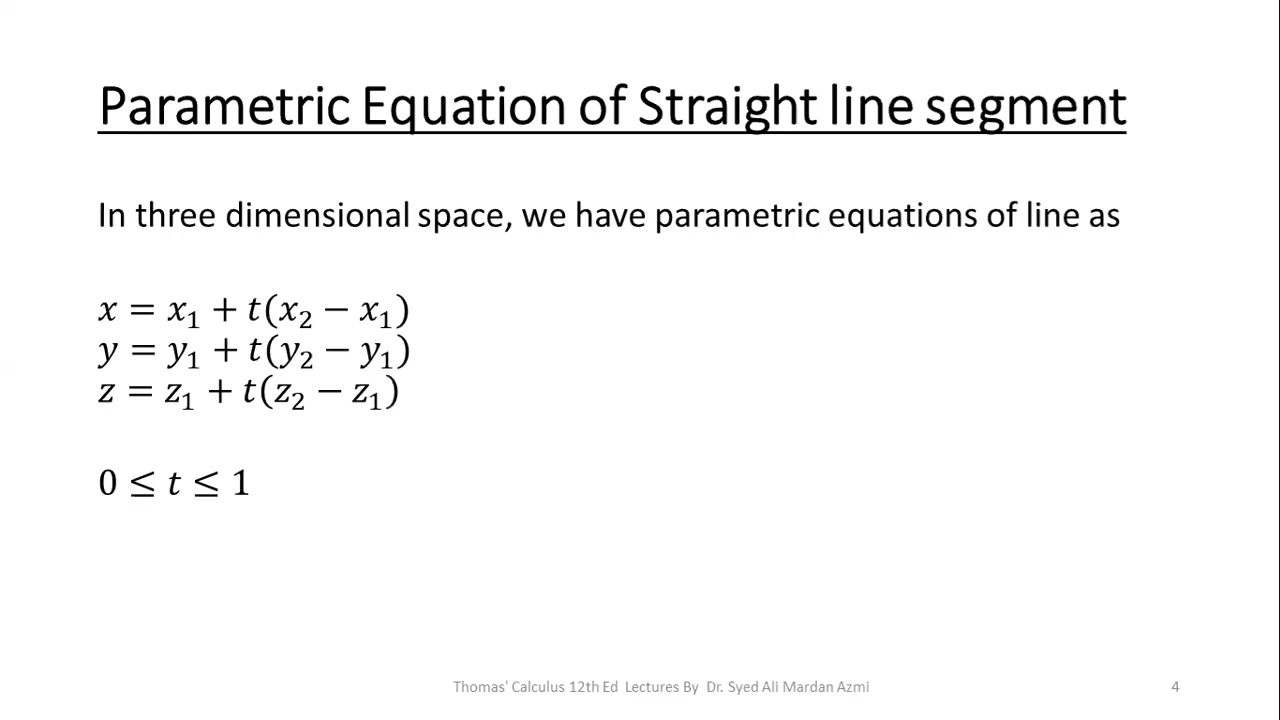 Parametric Equation of Straight line segment
In three dimensional space, we have parametric equations of line as
𝑥 = 𝑥₁ + 𝑡(𝑥₂ − 𝑥₁)
𝑦 = 𝑦₁ + 𝑡(𝑦₂ − 𝑦₁)
𝑧 = 𝑧₁ + 𝑡(𝑧₂ − 𝑧₁)
0 ≤ 𝑡 ≤ 1
Thomas' Calculus 12th Ed Lectures By Dr. Syed Ali Mardan Azmi 4